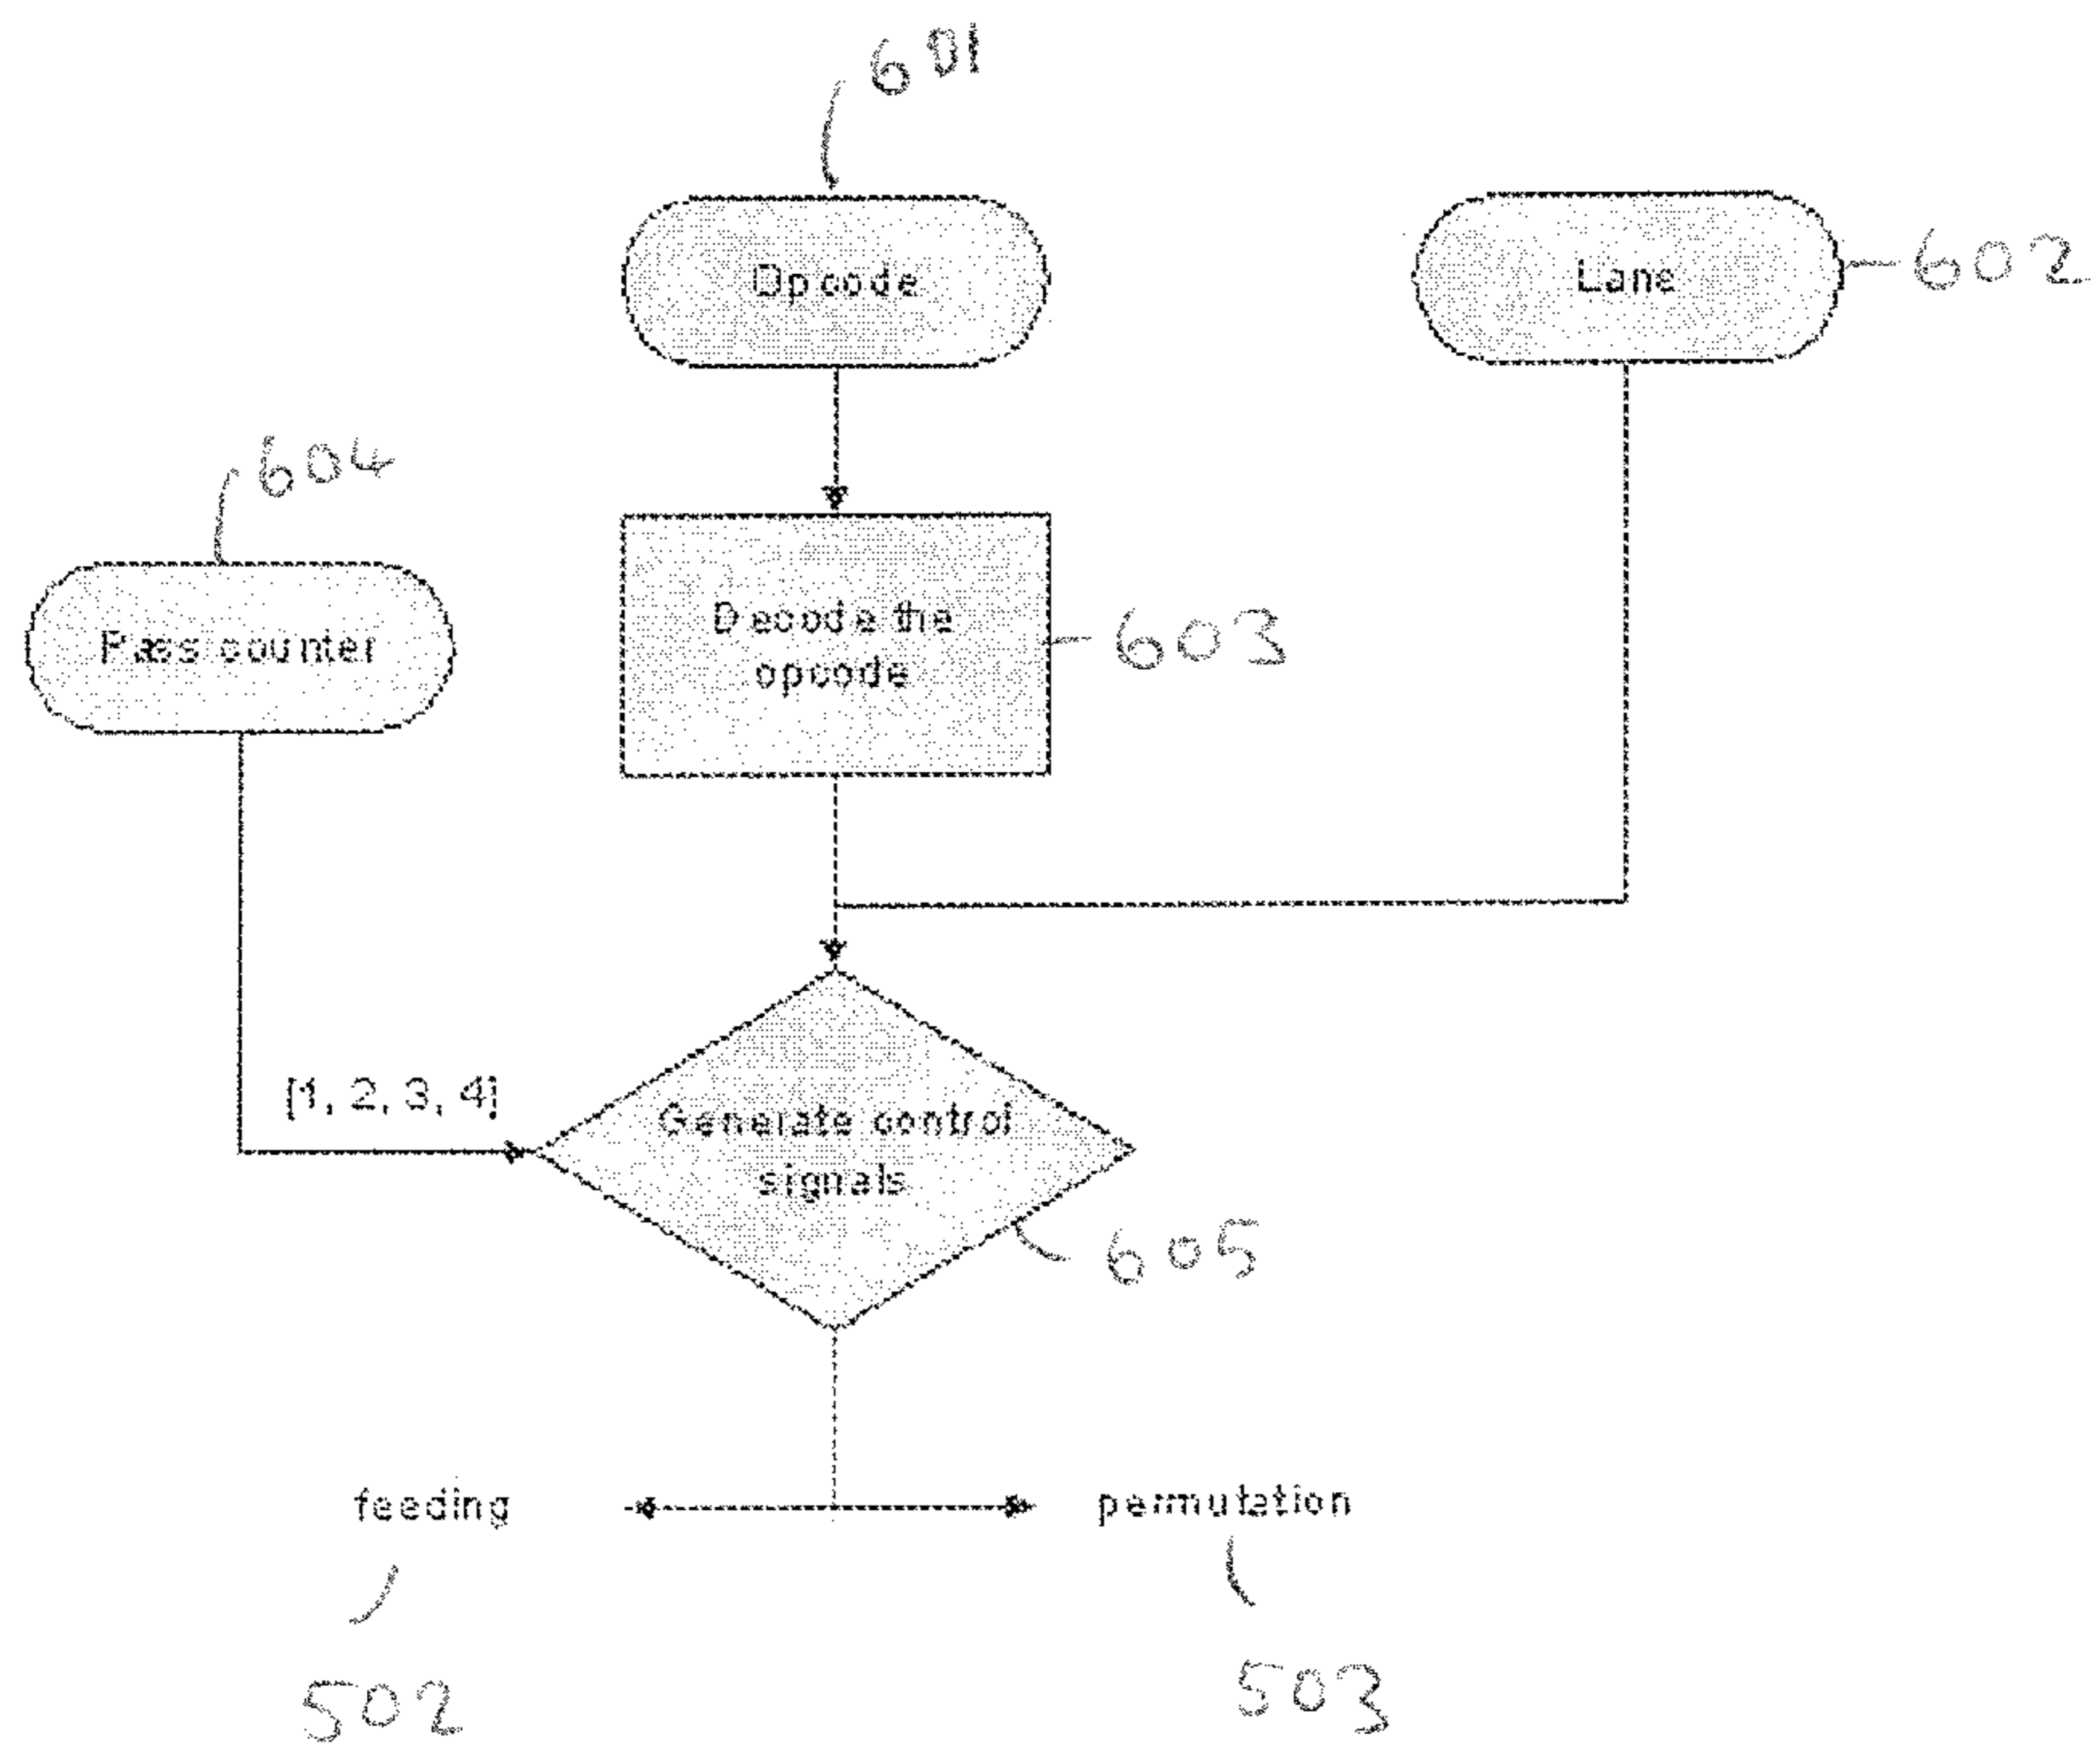 601
Opcode
Lane
602
604
Pass counter
Decode the
opcode
603
[1, 2, 3, 4]
Generate control
signals
605
feeding
permutation
502
503